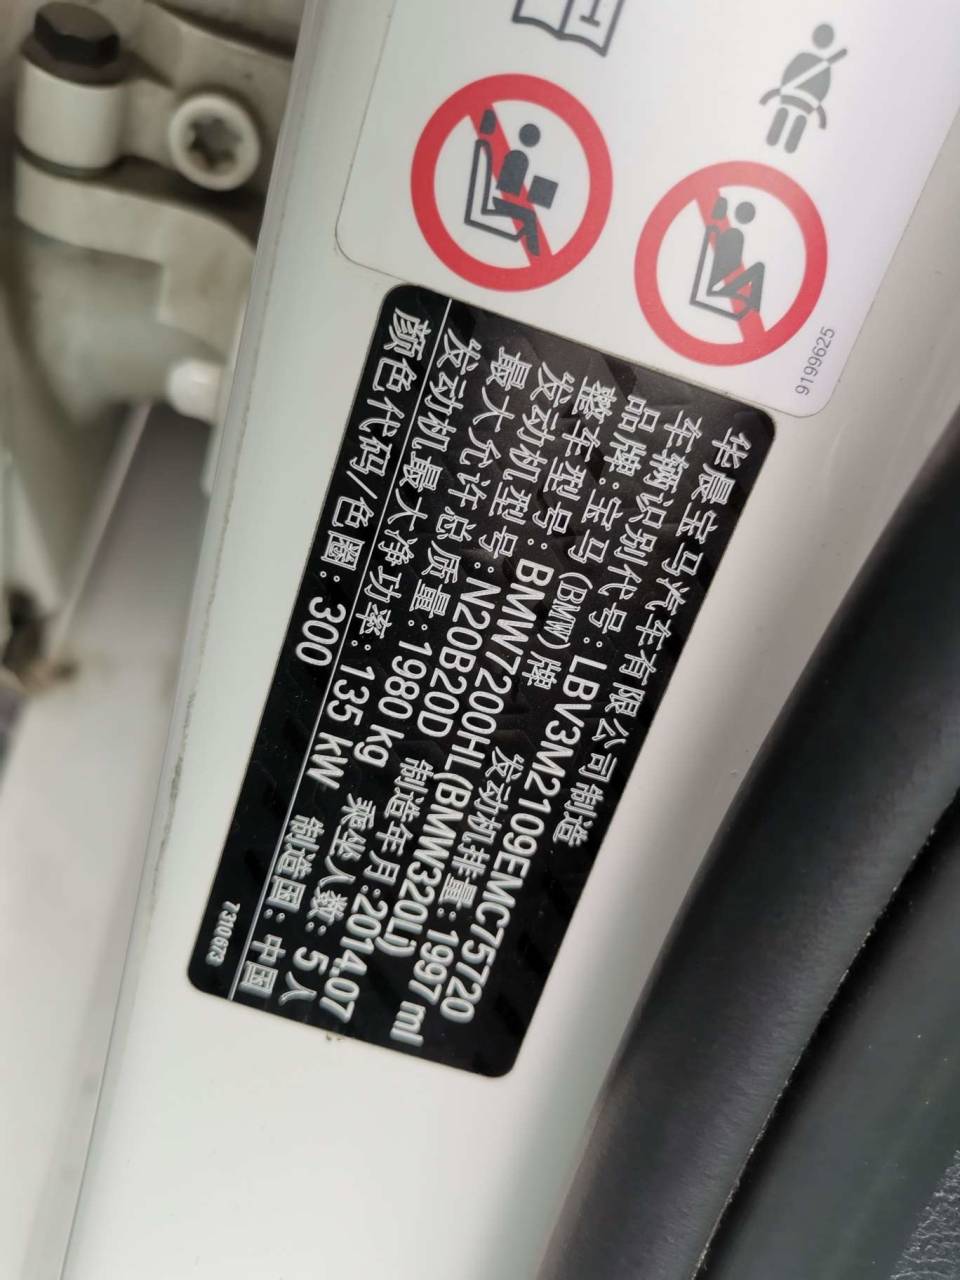 9199625
华晨宝马汽车有限公司制造
车辆识别代号: LBV3M2109EMC75720
品牌: 宝马(BMW)牌 发动机排量: 1997 ml
整车型号: BMW7200HL(BMW320Li)
发动机型号: N20B20D 制造年月: 2014.07
最大允许总质量: 1980 kg 乘坐人数: 5 人
发动机最大净功率: 135 kW 制造国: 中国
颜色代码/色圈: 300
7310673